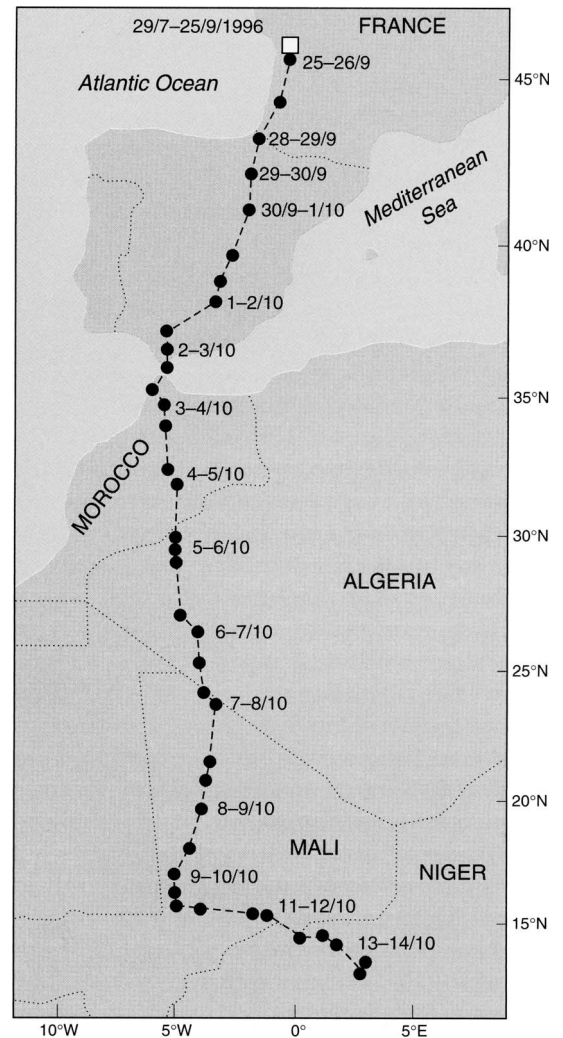 29/7–25/9/1996
FRANCE
25–26/9
Atlantic Ocean
45°N
28–29/9
29–30/9
Mediterranean
Sea
30/9–1/10
40°N
1–2/10
2–3/10
35°N
3–4/10
MOROCCO
4–5/10
30°N
5–6/10
ALGERIA
6–7/10
25°N
7–8/10
20°N
8–9/10
MALI
9–10/10
NIGER
11–12/10
15°N
13–14/10
10°W
5°W
0°
5°E